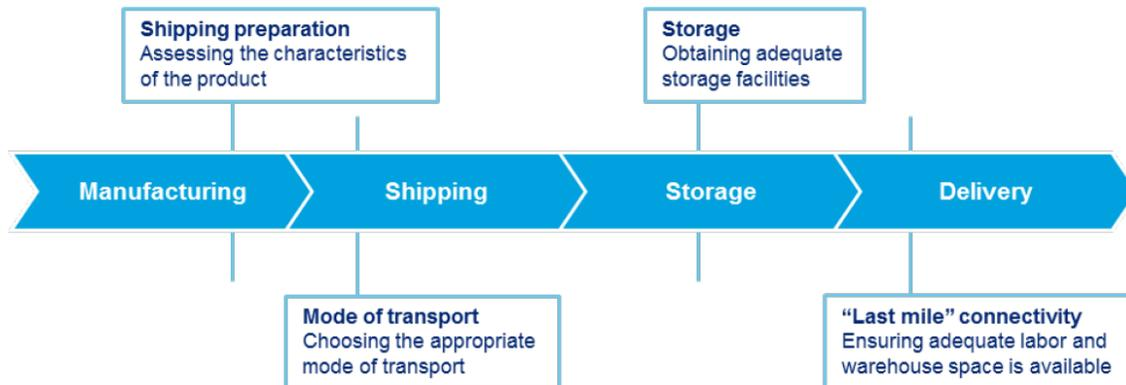 Shipping preparation
Assessing the characteristics
of the product
Storage
Obtaining adequate
storage facilities
Manufacturing
Shipping
Storage
Delivery
Mode of transport
Choosing the appropriate
mode of transport
“Last mile” connectivity
Ensuring adequate labor and
warehouse space is available